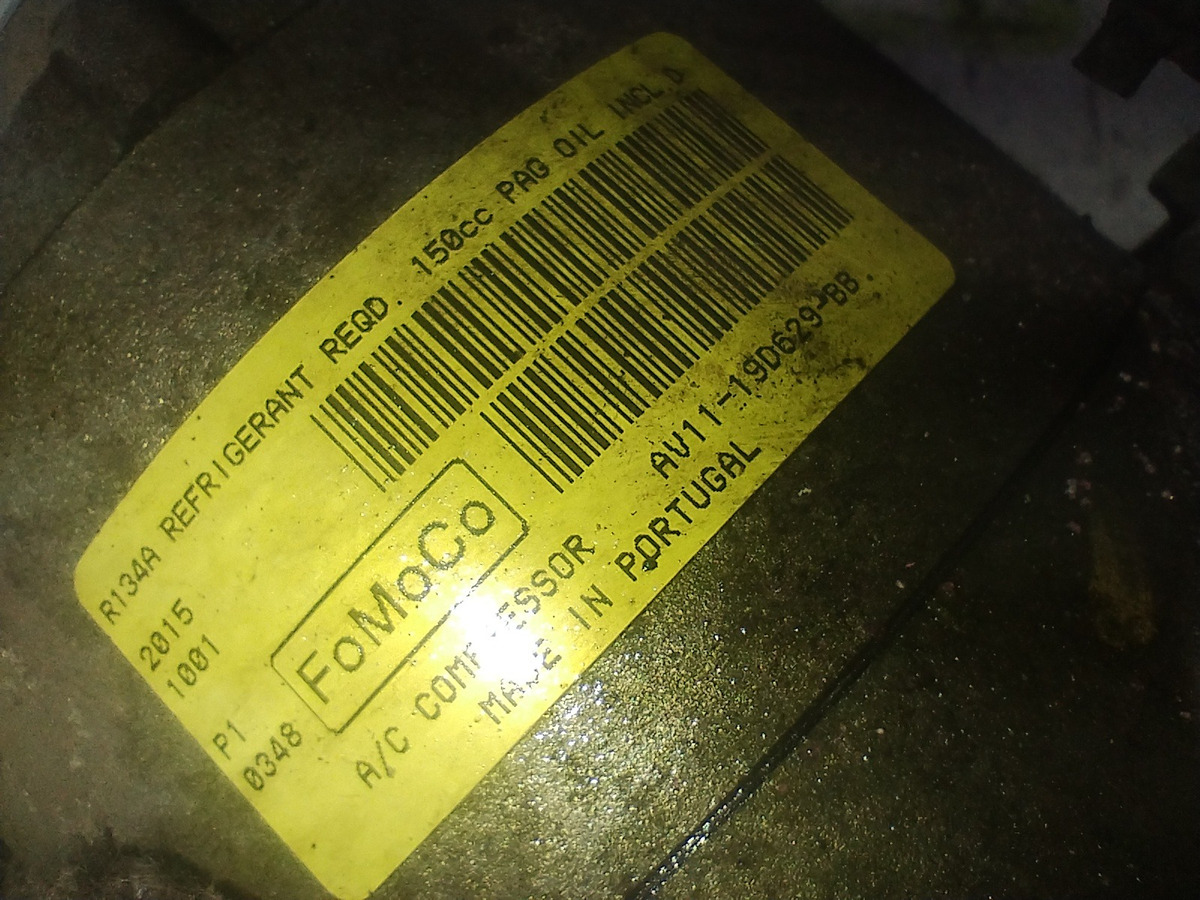 R134A REFRIGERANT REQD. 150cc PAG OIL INCL.D
2015
1001
P1
0348
FoMoCo
A/C COMPRESSOR AV11-19D629-BB.
MADE IN PORTUGAL